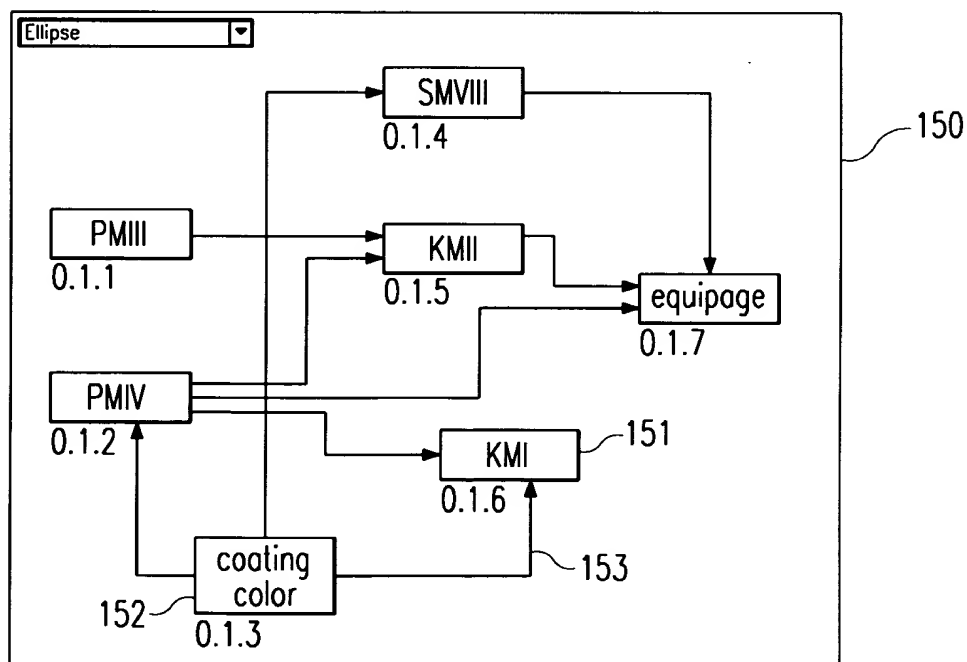 Ellipse
SMVIII
0.1.4
150
PMIII
0.1.1
KMII
0.1.5
equipage
0.1.7
PMIV
0.1.2
KMI
0.1.6
151
coating
color
0.1.3
152
153